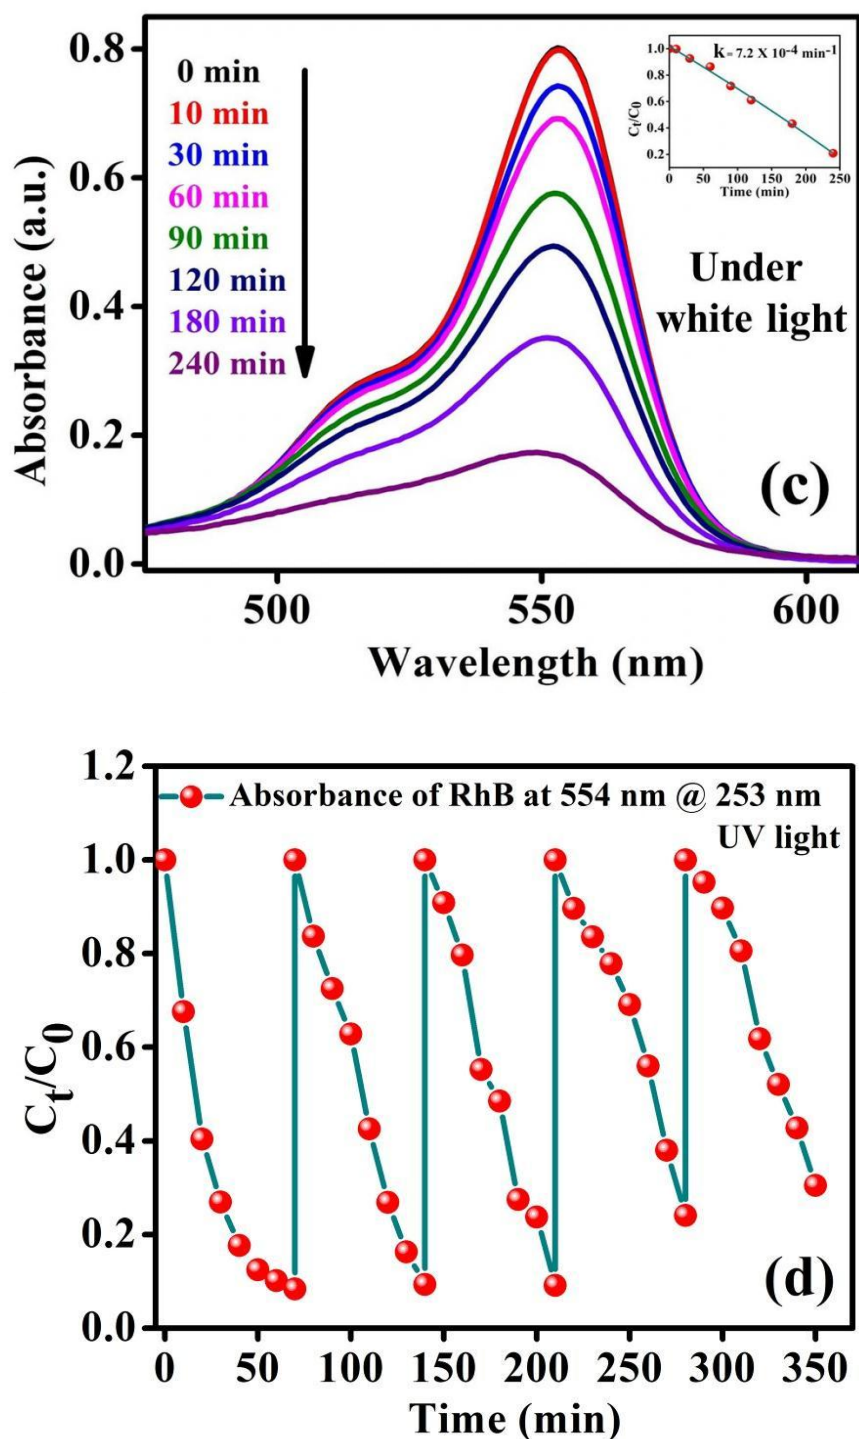 0.8
0.6
0.4
0.2
0.0
Absorbance (a.u.)
0 min
10 min
30 min
60 min
90 min
120 min
180 min
240 min
k = 7.2 X 10⁻⁴ min⁻¹
1.0
0.8
0.6
0.4
0.2
Cₜ/C₀
0 50 100 150 200 250
Time (min)
Under
white light
(c)
500 550 600
Wavelength (nm)
1.2
1.0
0.8
0.6
0.4
0.2
0.0
Cₜ/C₀
Absorbance of RhB at 554 nm @ 253 nm
UV light
(d)
0 50 100 150 200 250 300 350
Time (min)